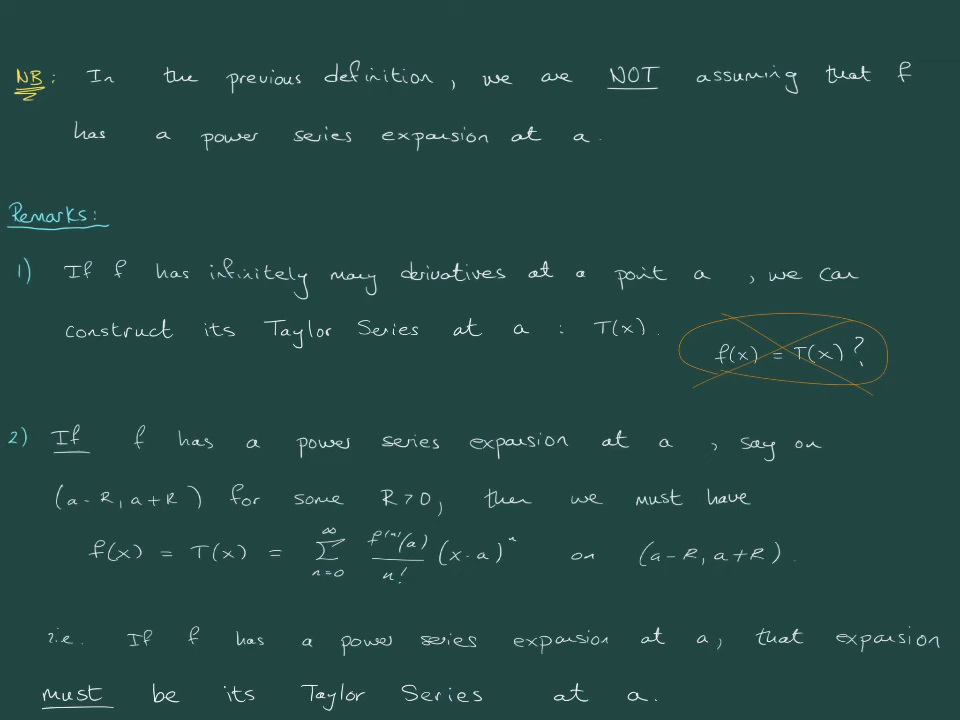 NB: In the previous definition, we are NOT assuming that f
has a power series expansion at a.
Remarks:
1) If f has infinitely many derivatives at a point a, we can
construct its Taylor Series at a : T(x).
f(x) = T(x)?
2) If f has a power series expansion at a, say on
(a-R, a+R) for some R>0, then we must have
f(x) = T(x) = ∑_{n=0}^{∞} f^{(n)}(a)/n! (x-a)^n on (a-R, a+R).
i.e. If f has a power series expansion at a, that expansion
must be its Taylor Series at a.